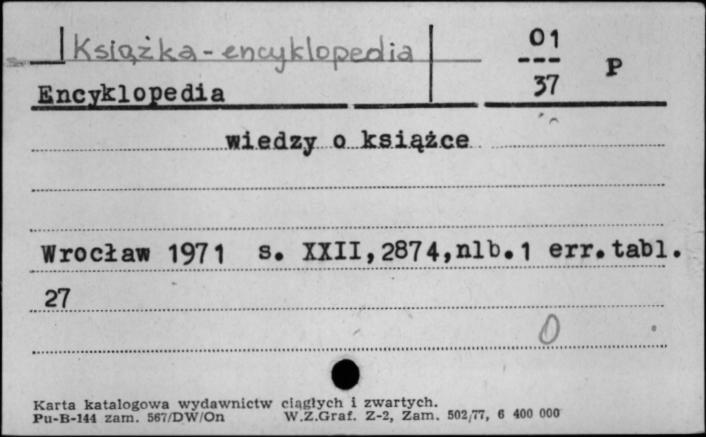 Książka - encyklopedia
01
---
37
P
Encyklopedia
wiedzy o książce
Wrocław 1971 s. XXII,2874,nlb.1 err.tabl.
27
0
Karta katalogowa wydawnictw ciągłych i zwartych.
Pu-B-144 zam. 567/DW/On W.Z.Graf. Z-2, Zam. 502/77, 6 400 000